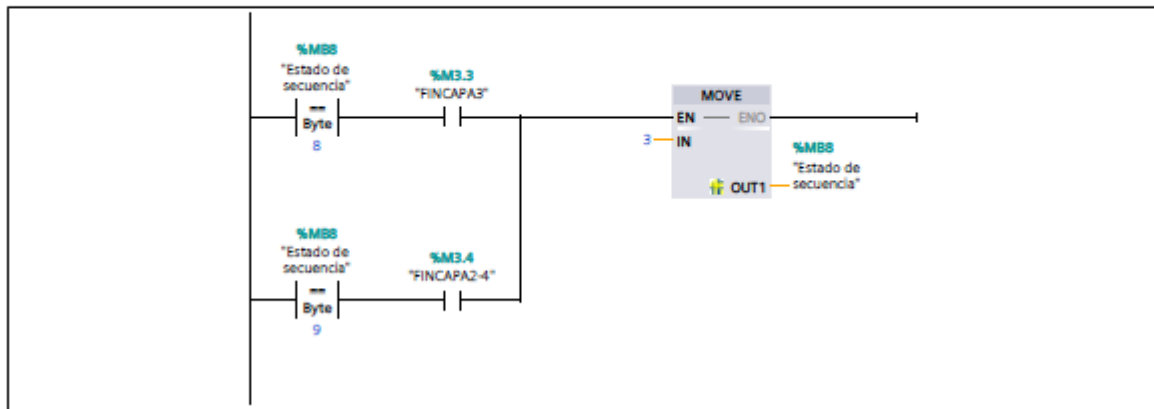 %MB8
"Estado de
secuencia"
==
Byte
8
%M3.3
"FINCAPA3"
MOVE
EN
ENO
3
IN
OUT1
%MB8
"Estado de
secuencia"
%MB8
"Estado de
secuencia"
==
Byte
9
%M3.4
"FINCAPA2-4"